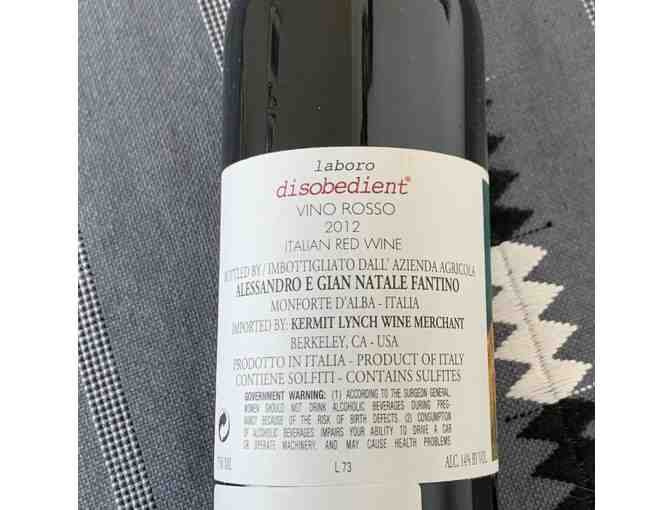 laboro
disobedient®
VINO ROSSO
2012
ITALIAN RED WINE
BOTTLED BY / IMBOTTIGLIATO DALL' AZIENDA AGRICOLA
ALESSANDRO E GIAN NATALE FANTINO
MONFORTE D'ALBA - ITALIA
IMPORTED BY: KERMIT LYNCH WINE MERCHANT
BERKELEY, CA - USA
PRODOTTO IN ITALIA - PRODUCT OF ITALY
CONTIENE SOLFITI - CONTAINS SULFITES
GOVERNMENT WARNING: (1) ACCORDING TO THE SURGEON GENERAL,
WOMEN SHOULD NOT DRINK ALCOHOLIC BEVERAGES DURING PREG-
NANCY BECAUSE OF THE RISK OF BIRTH DEFECTS. (2) CONSUMPTION
OF ALCOHOLIC BEVERAGES IMPAIRS YOUR ABILITY TO DRIVE A CAR
OR OPERATE MACHINERY, AND MAY CAUSE HEALTH PROBLEMS
750 ML
L 73
ALC. 14% BY VOL